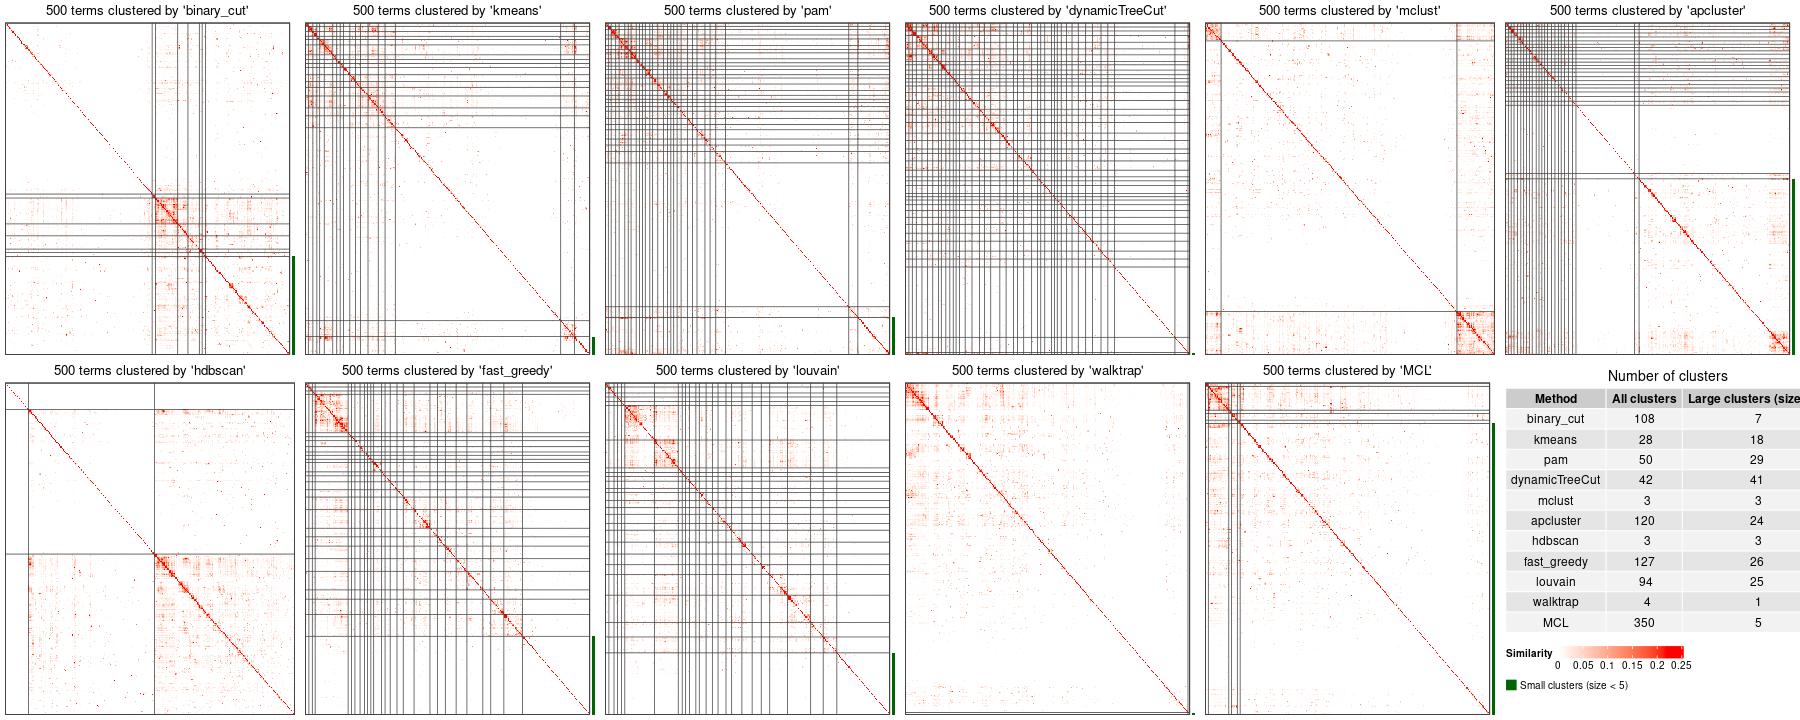 500 terms clustered by 'binary_cut'
500 terms clustered by 'kmeans'
500 terms clustered by 'pam'
500 terms clustered by 'dynamicTreeCut'
500 terms clustered by 'mclust'
500 terms clustered by 'apcluster'
500 terms clustered by 'hdbscan'
500 terms clustered by 'fast_greedy'
500 terms clustered by 'louvain'
500 terms clustered by 'walktrap'
500 terms clustered by 'MCL'
Number of clusters
Method All clusters Large clusters (size
binary_cut 108 7
kmeans 28 18
pam 50 29
dynamicTreeCut 42 41
mclust 3 3
apcluster 120 24
hdbscan 3 3
fast_greedy 127 26
louvain 94 25
walktrap 4 1
MCL 350 5
Similarity
0 0.05 0.1 0.15 0.2 0.25
Small clusters (size < 5)